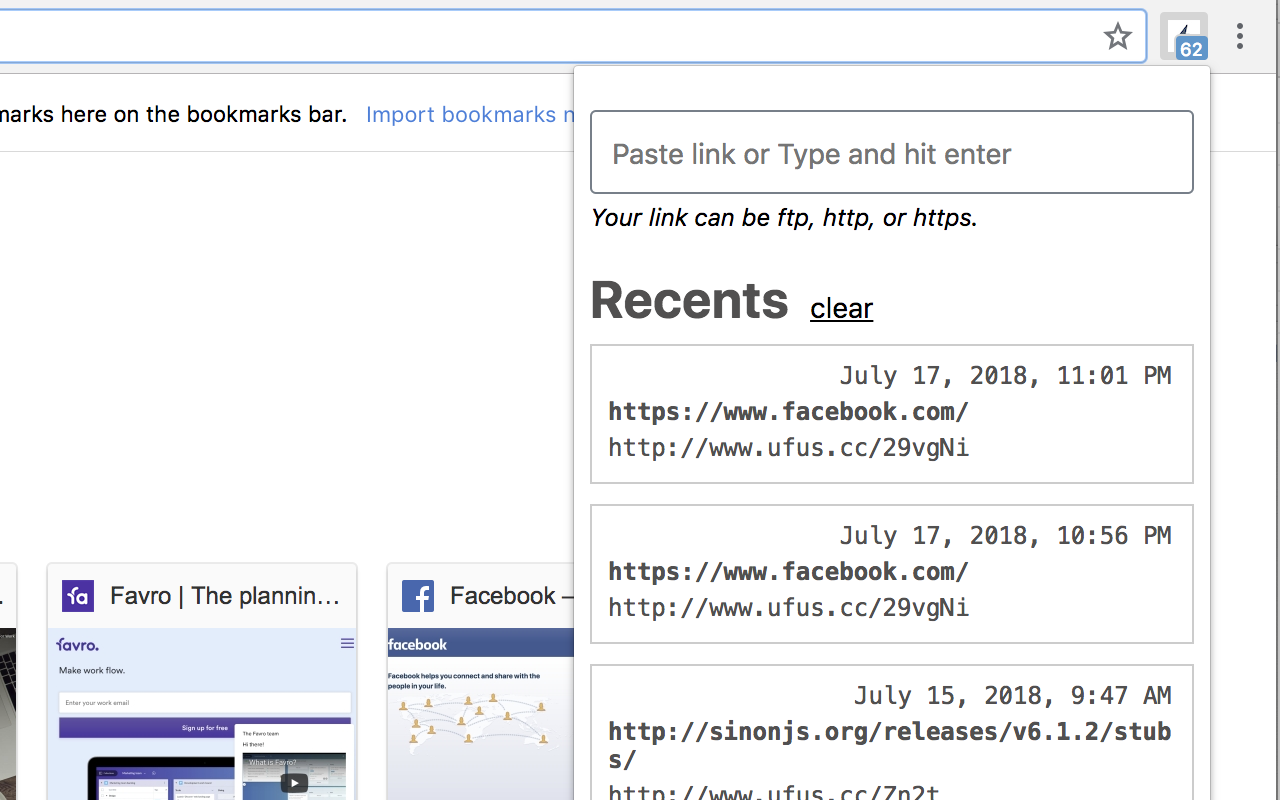 62
marks here on the bookmarks bar. Import bookmarks n
Paste link or Type and hit enter
Your link can be ftp, http, or https.
Recents clear
July 17, 2018, 11:01 PM
https://www.facebook.com/
http://www.ufus.cc/29vgNi
July 17, 2018, 10:56 PM
https://www.facebook.com/
http://www.ufus.cc/29vgNi
July 15, 2018, 9:47 AM
http://sinonjs.org/releases/v6.1.2/stub
s/
http://www.ufus.cc/Zn2t
fa Favro | The plannin…
favro.
Make work flow.
Enter your work email
Sign up for free
The Favro team
Hi there!
What is Favro?
f Facebook –
facebook
Facebook helps you connect and share with the
people in your life.